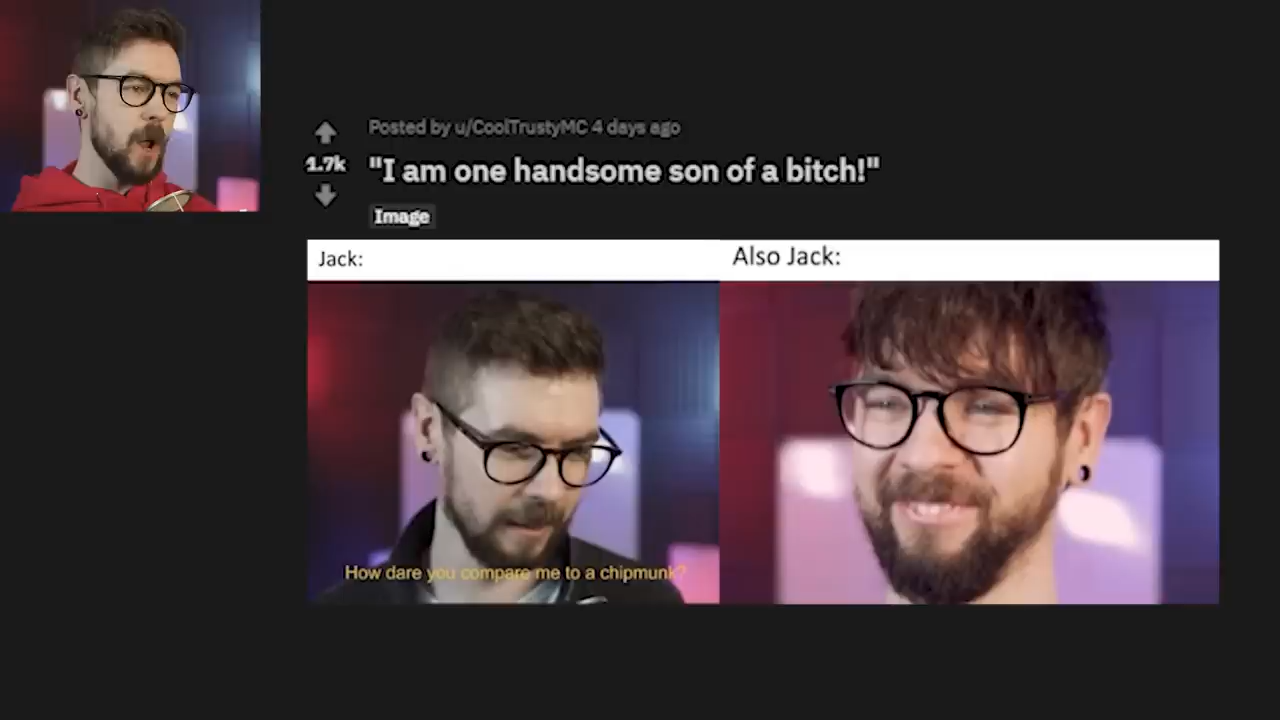 Posted by u/CoolTrustyMC 4 days ago
1.7k
"I am one handsome son of a bitch!"
Image
Jack:
Also Jack:
How dare you compare me to a chipmunk?